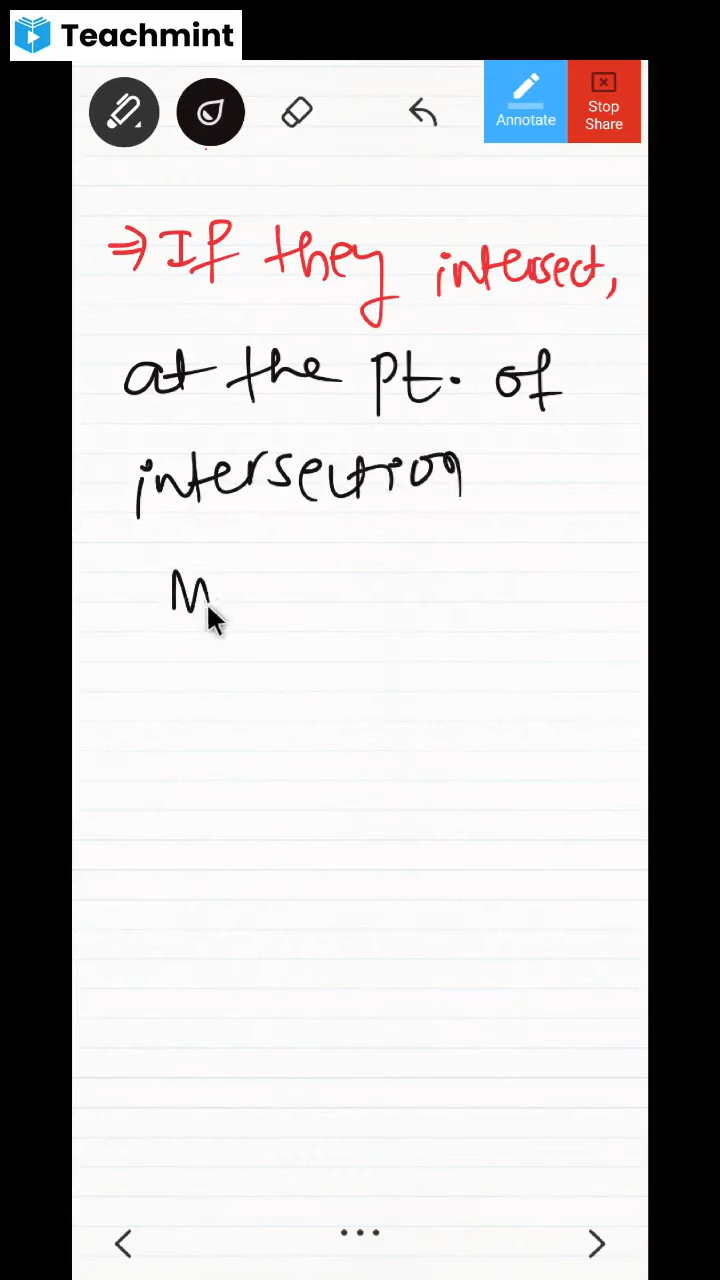 Teachmint
Annotate
Stop
Share
⇒ If they intersect,
at the pt. of
intersection
M